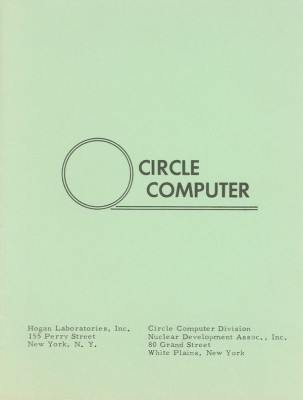 CIRCLE
COMPUTER
Hogan Laboratories, Inc.
155 Perry Street
New York, N. Y.
Circle Computer Division
Nuclear Development Assoc., Inc.
80 Grand Street
White Plains, New York